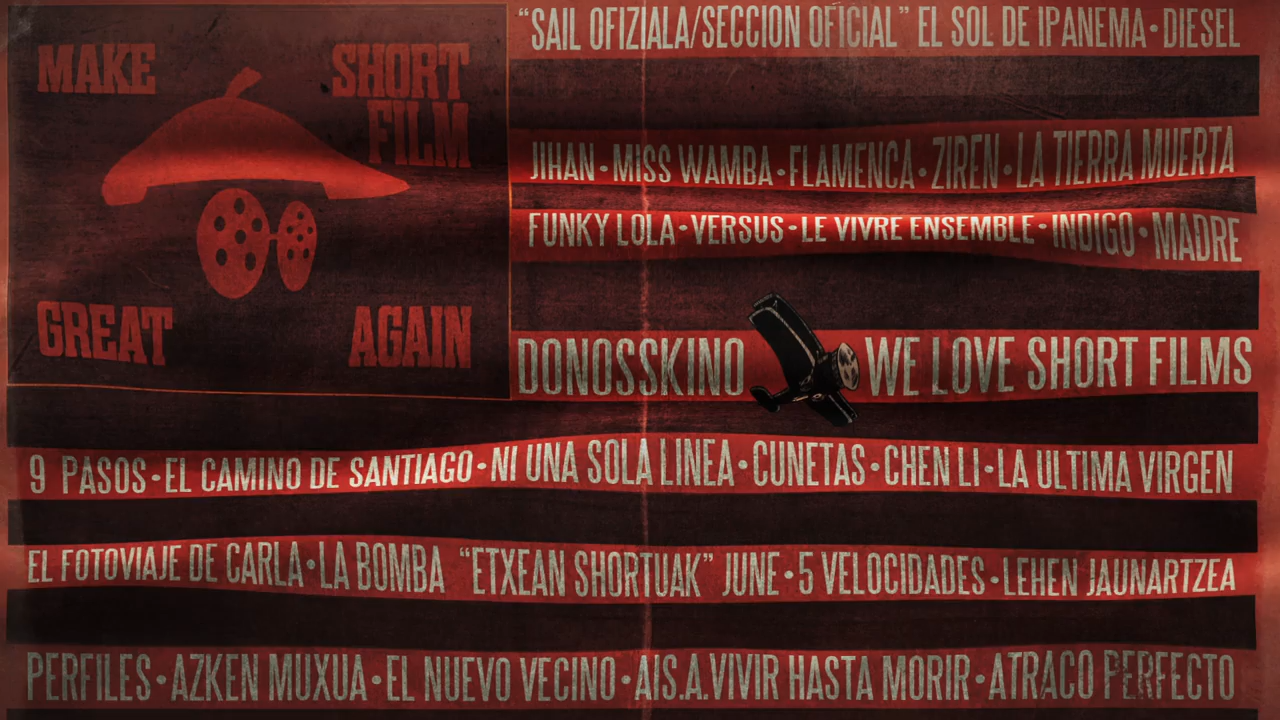 MAKE SHORT
FILM
GREAT AGAIN
“SAIL OFIZIALA/SECCION OFICIAL” EL SOL DE IPANEMA·DIESEL
JIHAN·MISS WAMBA·FLAMENCA·ZIREN·LA TIERRA MUERTA
FUNKY LOLA·VERSUS·LE VIVRE ENSEMBLE·INDIGO·MADRE
DONOSSKINO WE LOVE SHORT FILMS
9 PASOS·EL CAMINO DE SANTIAGO·NI UNA SOLA LINEA·CUNETAS·CHEN LI·LA ULTIMA VIRGEN
EL FOTOVIAJE DE CARLA·LA BOMBA “ETXEAN SHORTUAK” JUNE·5 VELOCIDADES·LEHEN JAUNARTZEA
PERFILES·AZKEN MUXUA·EL NUEVO VECINO·AIS.A.VIVIR HASTA MORIR·ATRACO PERFECTO